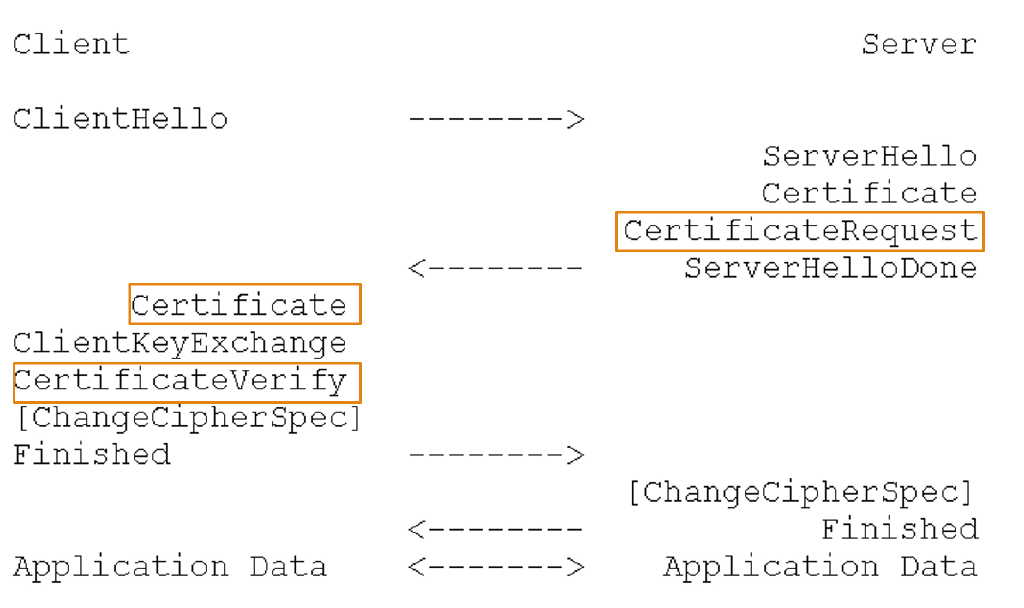 Client Server
ClientHello -------->
ServerHello
Certificate
CertificateRequest
<-------- ServerHelloDone
Certificate
ClientKeyExchange
CertificateVerify
[ChangeCipherSpec]
Finished -------->
[ChangeCipherSpec]
<-------- Finished
Application Data <-------> Application Data